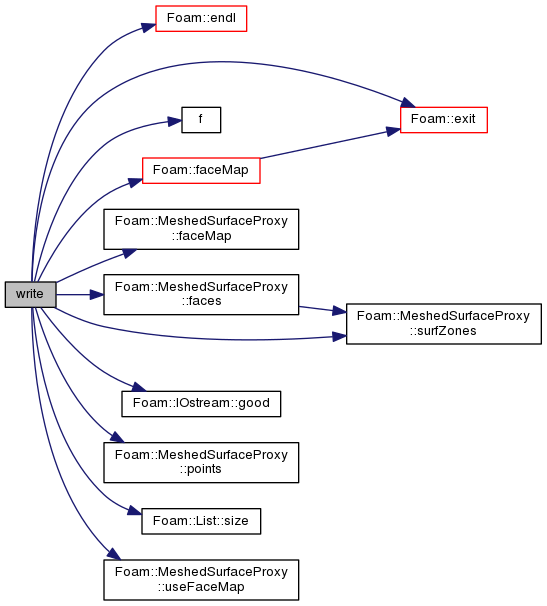 Foam::endl
f
Foam::exit
Foam::faceMap
Foam::MeshedSurfaceProxy
::faceMap
write
Foam::MeshedSurfaceProxy
::faces
Foam::MeshedSurfaceProxy
::surfZones
Foam::IOstream::good
Foam::MeshedSurfaceProxy
::points
Foam::List::size
Foam::MeshedSurfaceProxy
::useFaceMap